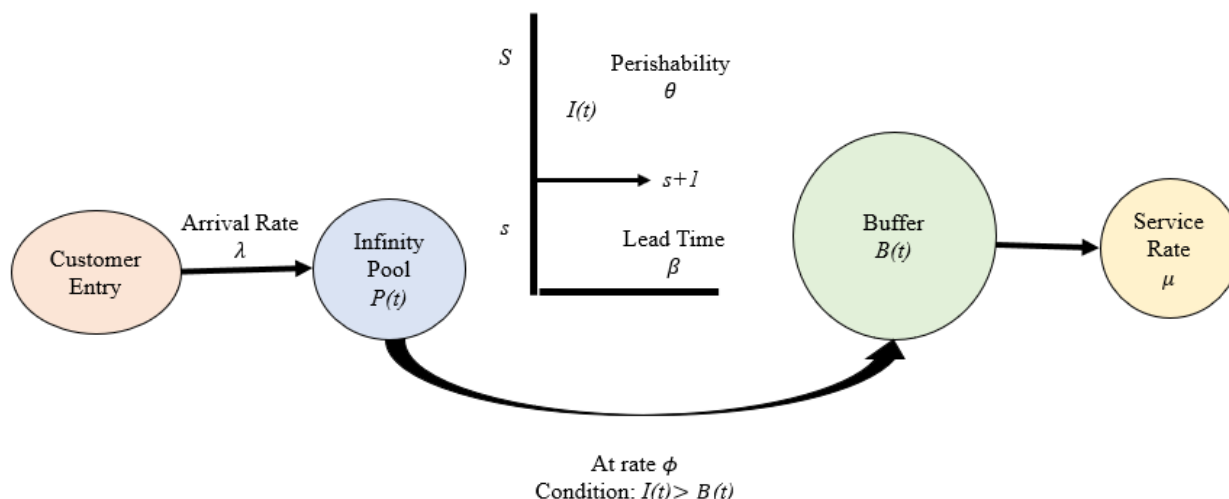 Customer
Entry
Arrival Rate
λ
Infinity
Pool
P(t)
S
Perishability
θ
I(t)
s+1
s
Lead Time
β
Buffer
B(t)
Service
Rate
μ
At rate ϕ
Condition: I(t)> B(t)